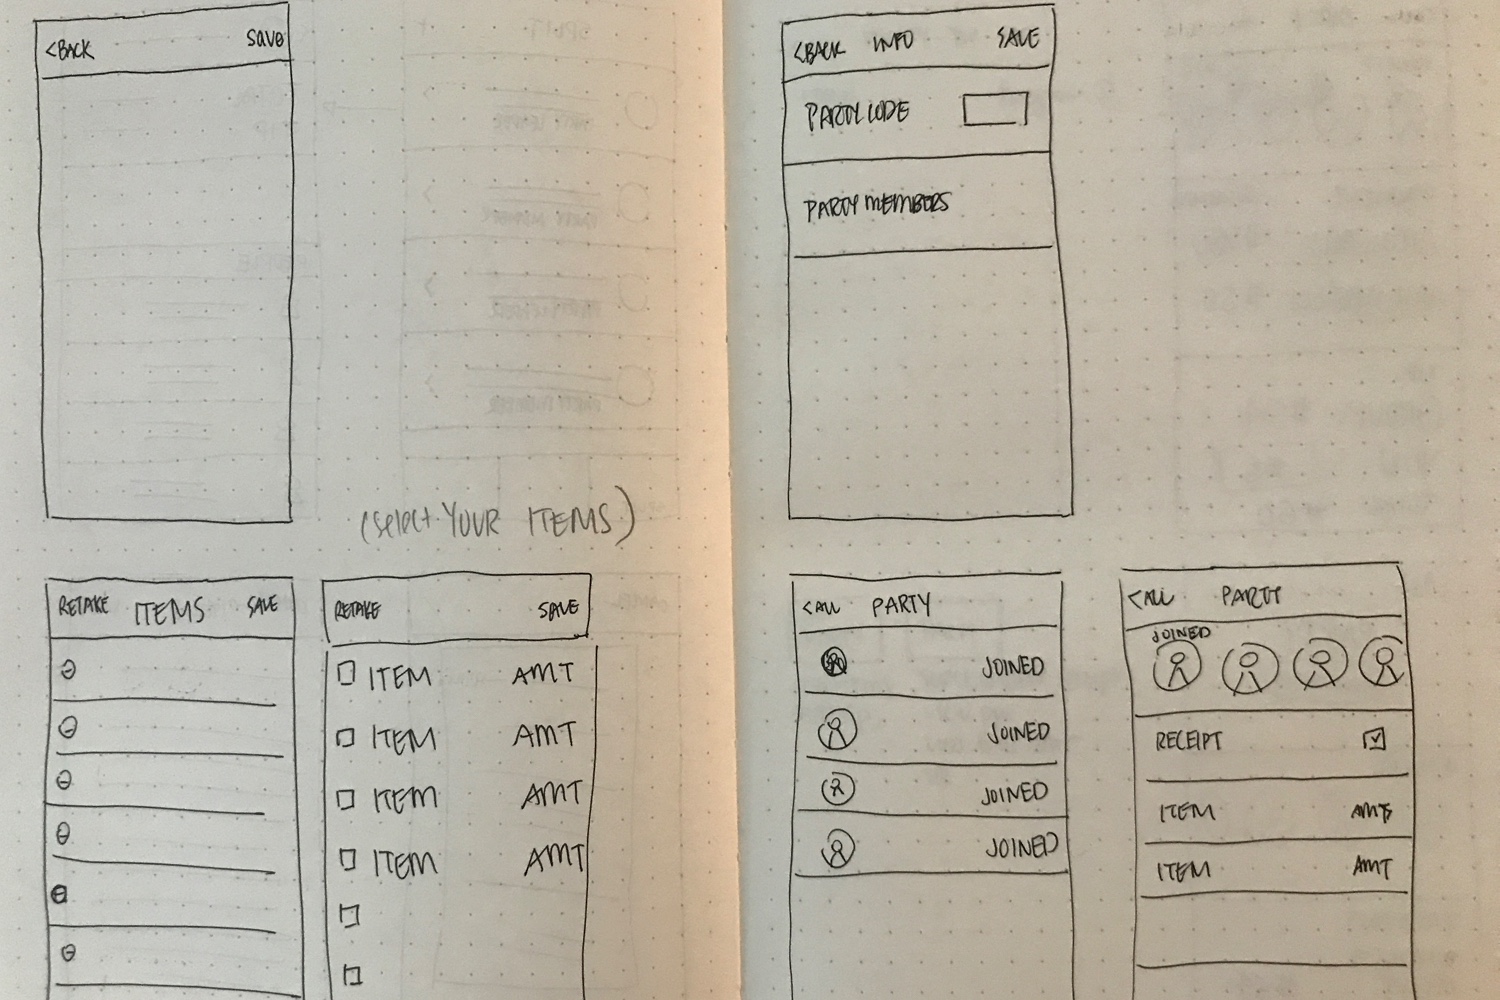 <BACK save
<BACK INFO SAVE
PARTY CODE
PARTY MEMBERS
(select YOUR ITEMS)
RETAKE ITEMS SAVE
RETAKE SAVE
ITEM AMT
ITEM AMT
ITEM AMT
ITEM AMT
<ALL PARTY
JOINED
JOINED
JOINED
JOINED
<ALL PARTY
JOINED
RECEIPT
ITEM AMT
ITEM AMT